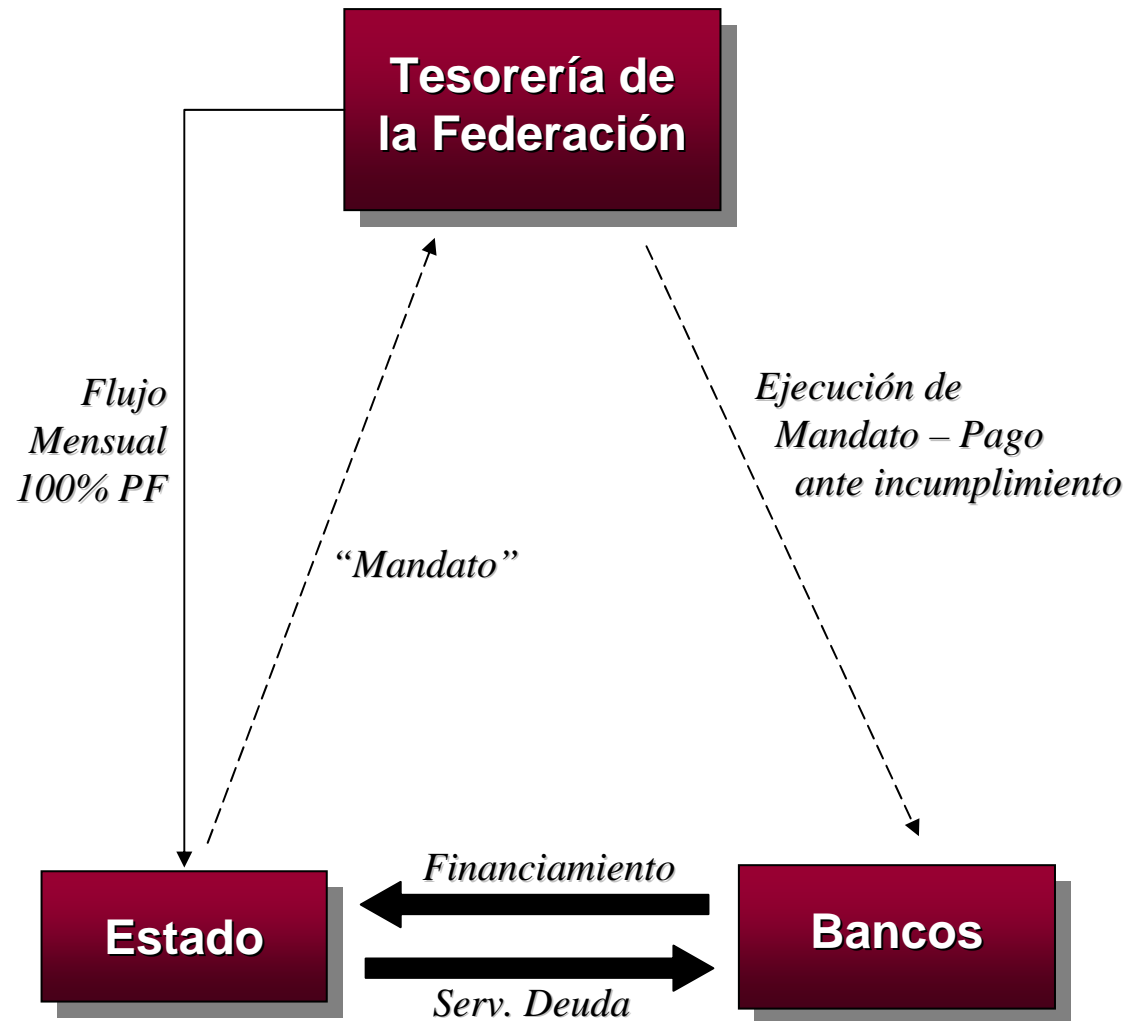 Tesorería de
la Federación
Flujo
Mensual
100% PF
Ejecución de
Mandato – Pago
ante incumplimiento
“Mandato”
Financiamiento
Estado
Bancos
Serv. Deuda